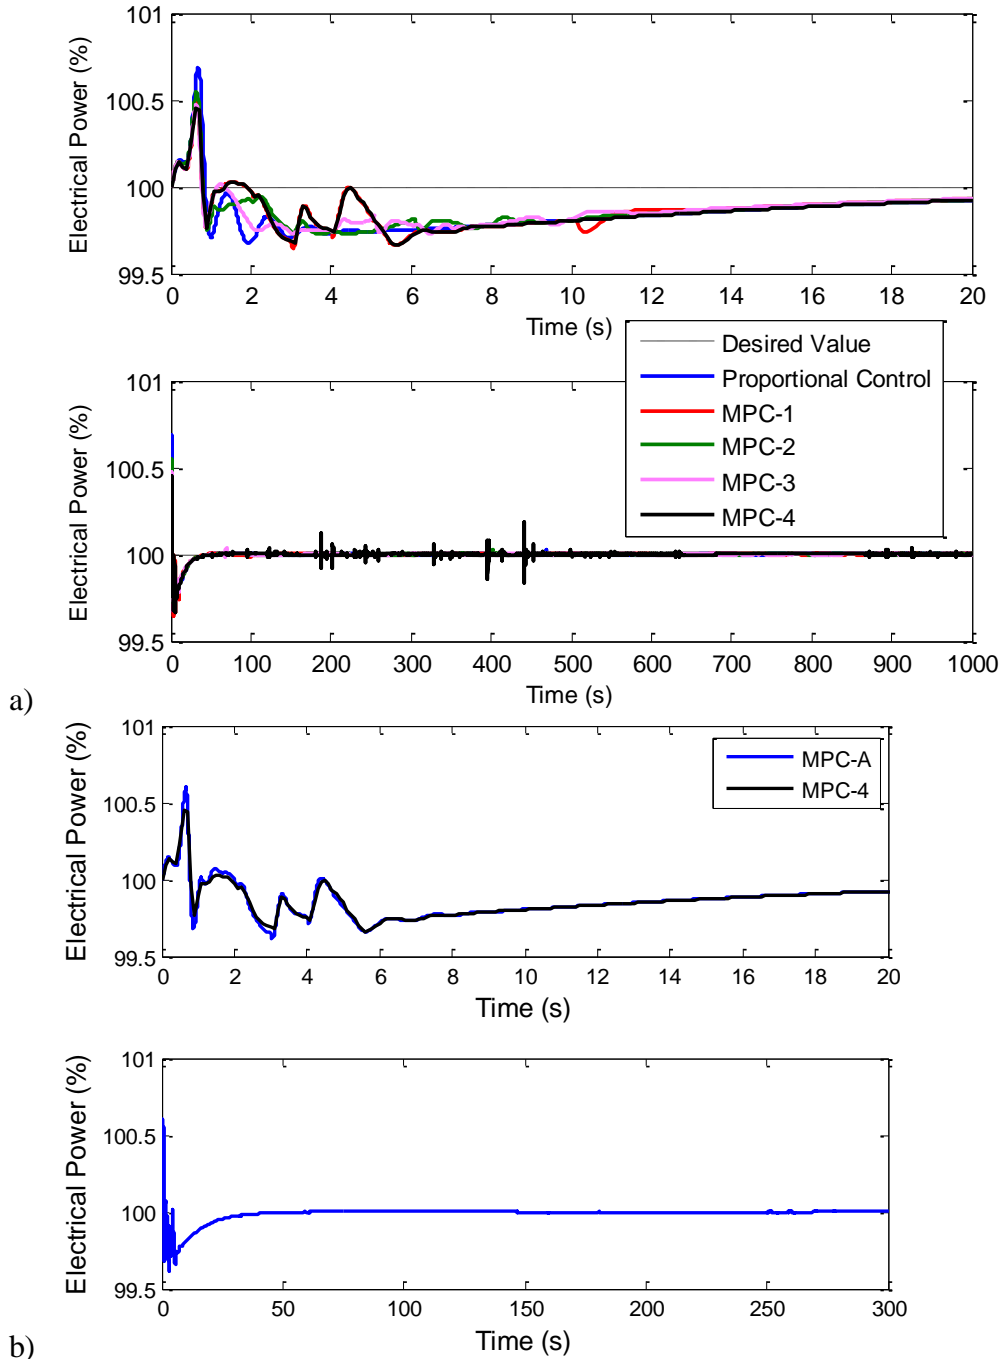 101
100.5
100
99.5
Electrical Power (%)
0 2 4 6 8 10 12 14 16 18 20
Time (s)
Desired Value
Proportional Control
MPC-1
MPC-2
MPC-3
MPC-4
101
100.5
100
99.5
Electrical Power (%)
0 100 200 300 400 500 600 700 800 900 1000
Time (s)
a)
101
100.5
100
99.5
Electrical Power (%)
MPC-A
MPC-4
0 2 4 6 8 10 12 14 16 18 20
Time (s)
101
100.5
100
99.5
Electrical Power (%)
0 50 100 150 200 250 300
Time (s)
b)